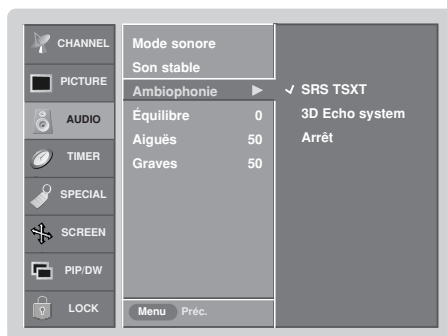 CHANNEL
PICTURE
AUDIO
TIMER
SPECIAL
SCREEN
PIP/DW
LOCK
Mode sonore
Son stable
Ambiophonie
Équilibre 0
Aiguës 50
Graves 50
Menu Préc.
SRS TSXT
3D Echo system
Arrêt